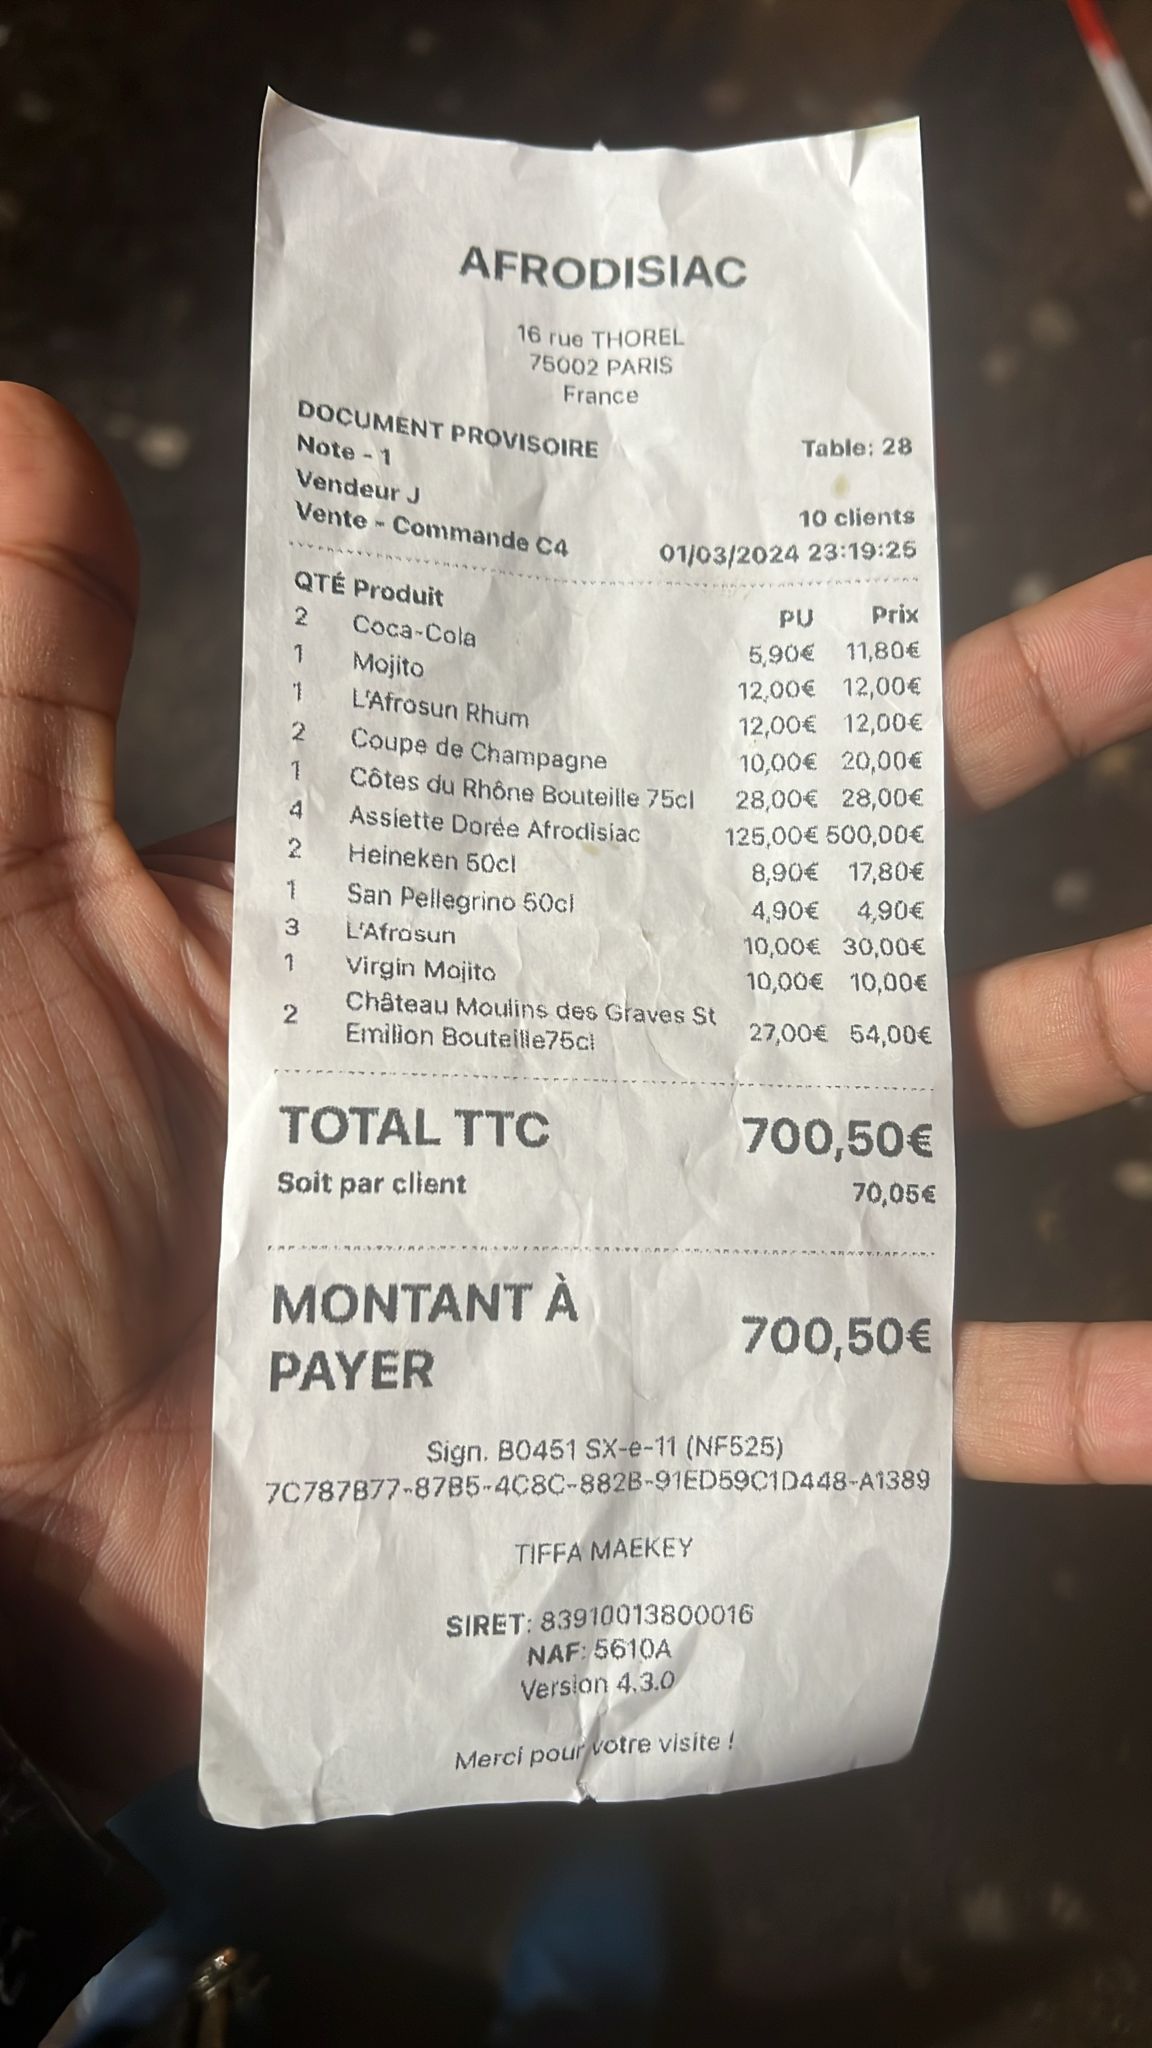 AFRODISIAC
16 rue THOREL
75002 PARIS
France
DOCUMENT PROVISOIRE
Note - 1 Table: 28
Vendeur J
Vente - Commande C4 10 clients
01/03/2024 23:19:25
QTÉ Produit PU Prix
2 Coca-Cola 5,90€ 11,80€
1 Mojito 12,00€ 12,00€
1 L'Afrosun Rhum 12,00€ 12,00€
2 Coupe de Champagne 10,00€ 20,00€
1 Côtes du Rhône Bouteille 75cl 28,00€ 28,00€
4 Assiette Dorée Afrodisiac 125,00€ 500,00€
2 Heineken 50cl 8,90€ 17,80€
1 San Pellegrino 50cl 4,90€ 4,90€
3 L'Afrosun 10,00€ 30,00€
1 Virgin Mojito 10,00€ 10,00€
2 Château Moulins des Graves St
Emilion Bouteille75cl 27,00€ 54,00€
TOTAL TTC 700,50€
Soit par client 70,05€
MONTANT À
PAYER 700,50€
Sign. B0451 SX-e-11 (NF525)
7C787B77-87B5-4C8C-882B-91ED59C1D448-A1389
TIFFA MAEKEY
SIRET: 83910013800016
NAF: 5610A
Version 4.3.0
Merci pour votre visite !